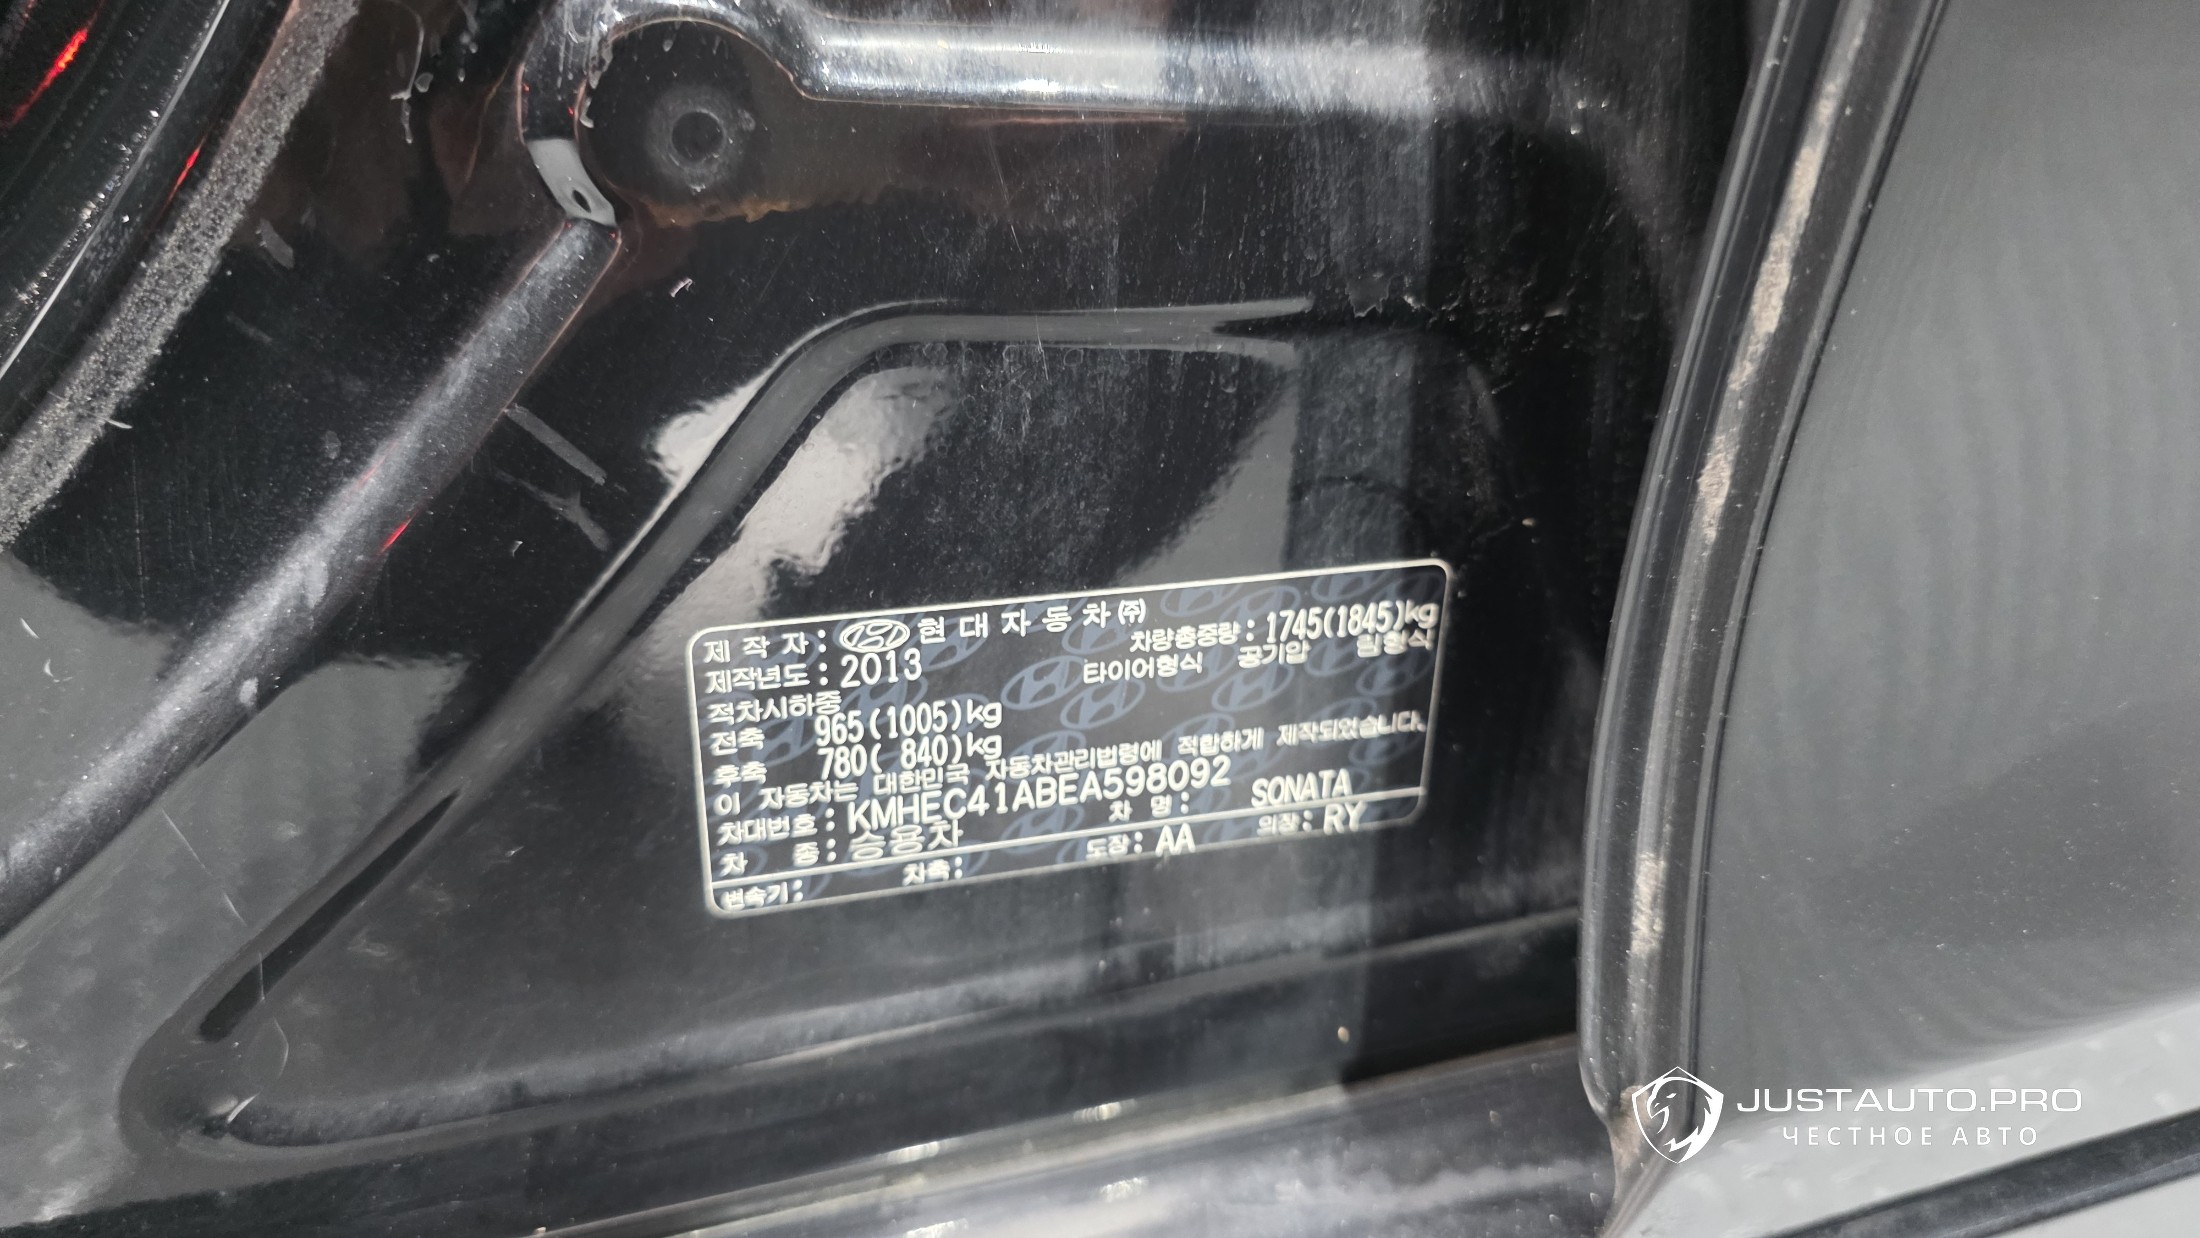 제 작 자 : 현 대 자 동 차 ㈜
제작년도 : 2013 차량총중량 : 1745(1845)kg
적차시하중 타이어형식 공기압 림형식
전축 965(1005)kg
후축 780( 840)kg
이 자동차는 대한민국 자동차관리법령에 적합하게 제작되었습니다.
차대번호 : KMHEC41ABEA598092
차 종 : 승용차 차 명 : SONATA
변속기 : 차축 : 도장 : AA 의장 : RY
JUSTAUTO.PRO
ЧЕСТНОЕ АВТО